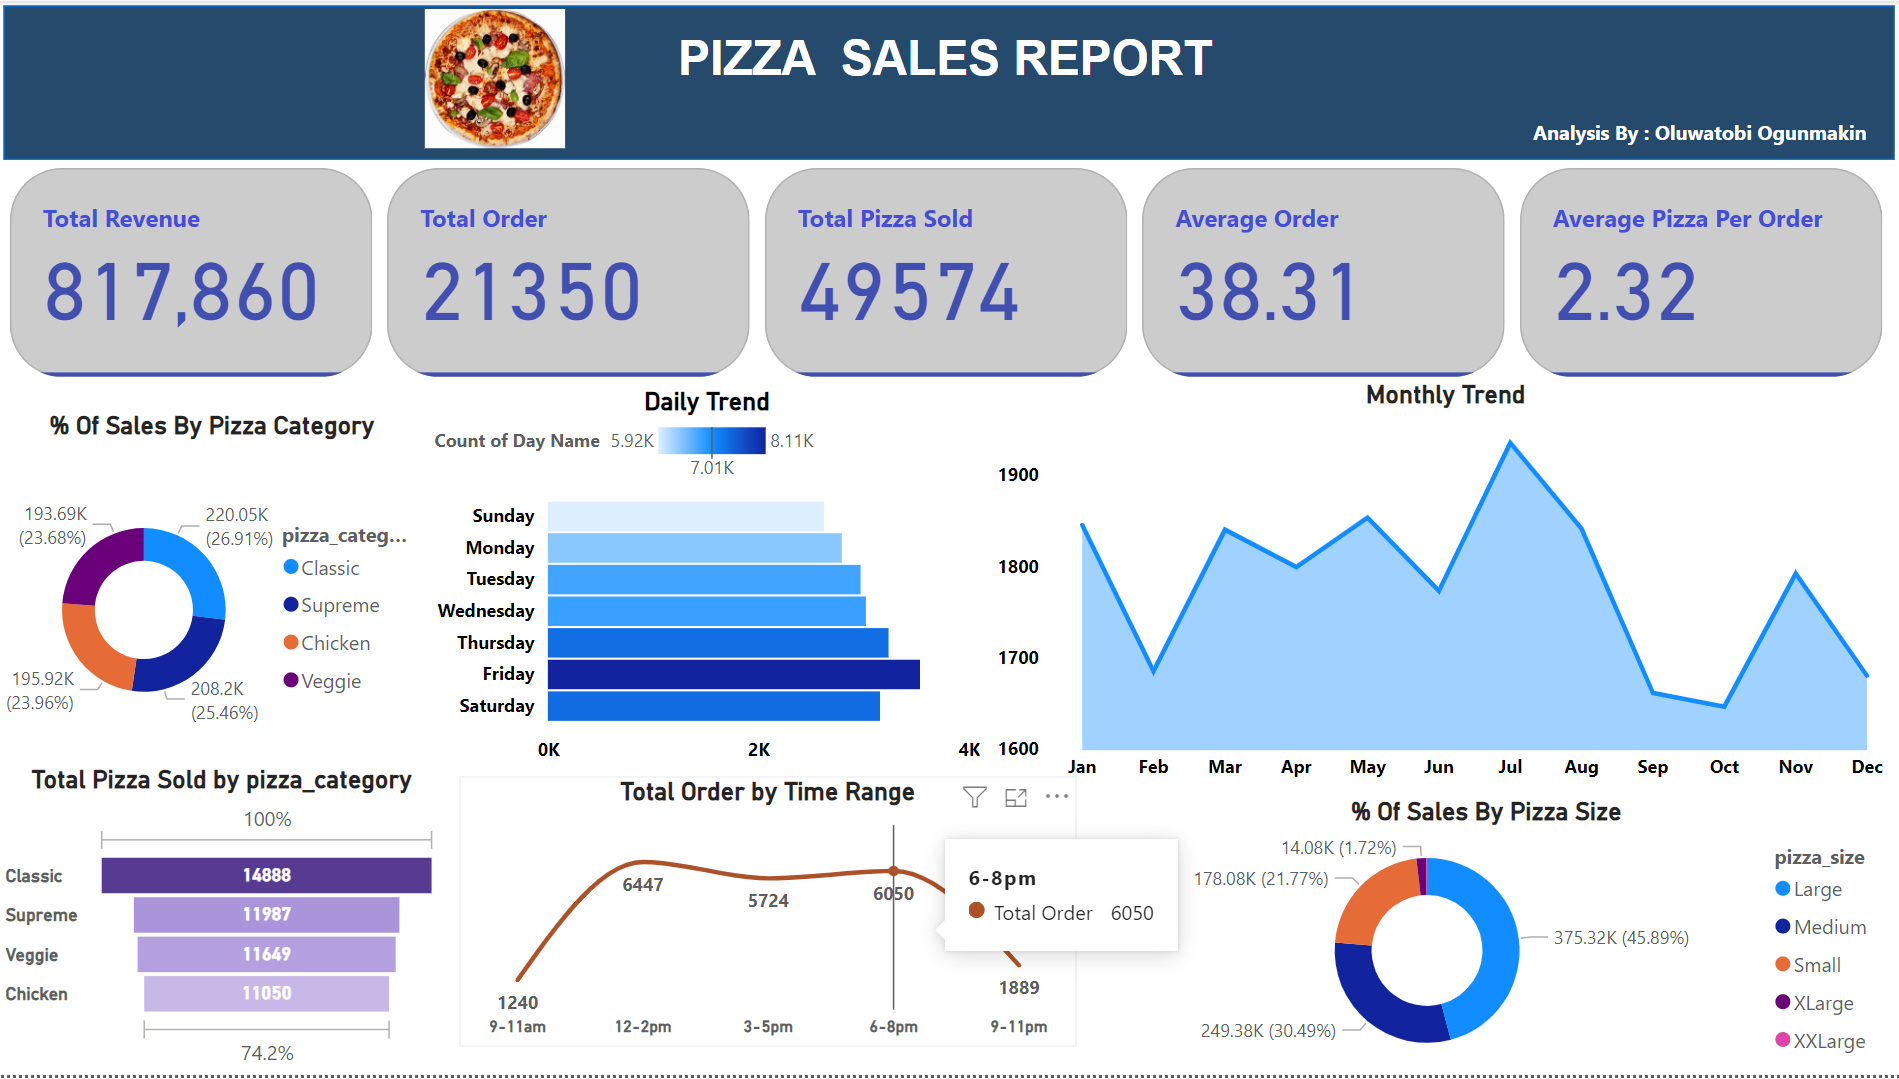 PIZZA SALES REPORT
Analysis By : Oluwatobi Ogunmakin
Total Revenue
817,860
Total Order
21350
Total Pizza Sold
49574
Average Order
38.31
Average Pizza Per Order
2.32
% Of Sales By Pizza Category
193.69K
(23.68%)
220.05K
(26.91%)
195.92K
(23.96%)
208.2K
(25.46%)
pizza_categ...
Classic
Supreme
Chicken
Veggie
Daily Trend
Count of Day Name 5.92K 8.11K
7.01K
Sunday
Monday
Tuesday
Wednesday
Thursday
Friday
Saturday
0K 2K 4K
Monthly Trend
1900
1800
1700
1600
Jan Feb Mar Apr May Jun Jul Aug Sep Oct Nov Dec
Total Pizza Sold by pizza_category
100%
Classic 14888
Supreme 11987
Veggie 11649
Chicken 11050
74.2%
Total Order by Time Range
6447
5724
6050
1240
1889
9-11am 12-2pm 3-5pm 6-8pm 9-11pm
6-8pm
Total Order 6050
% Of Sales By Pizza Size
14.08K (1.72%)
178.08K (21.77%)
375.32K (45.89%)
249.38K (30.49%)
pizza_size
Large
Medium
Small
XLarge
XXLarge